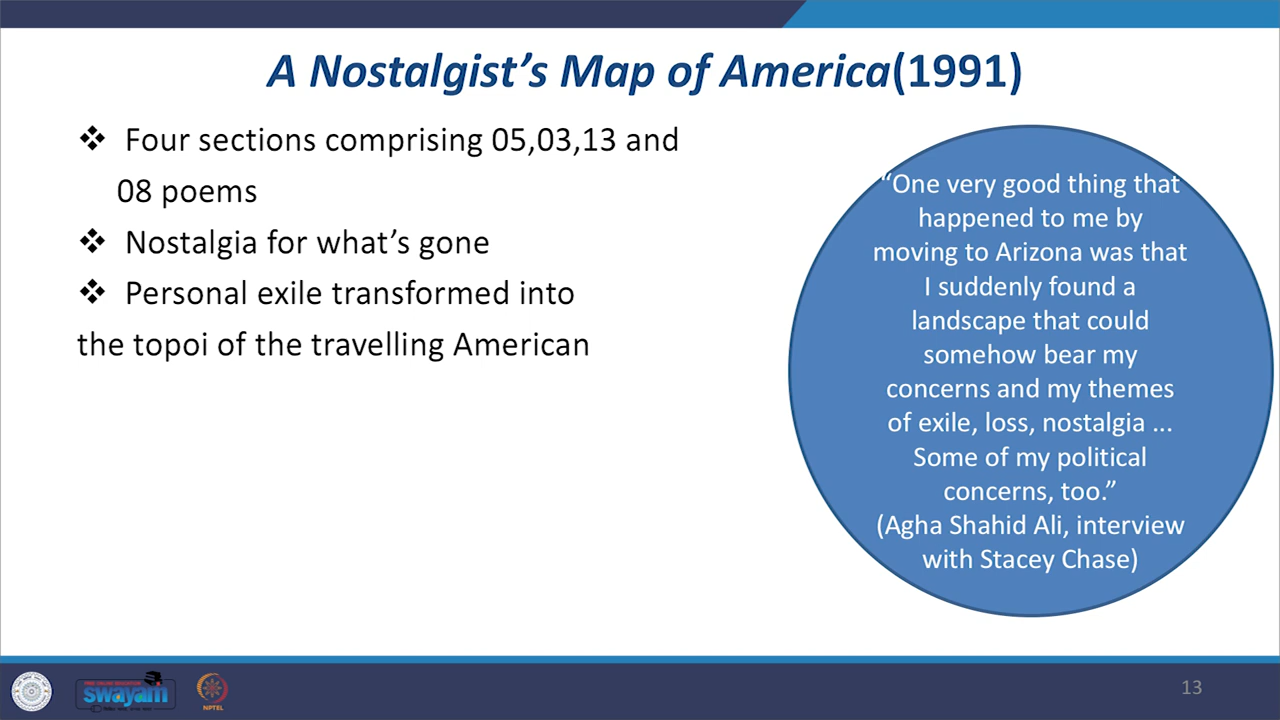 A Nostalgist’s Map of America(1991)
❖ Four sections comprising 05,03,13 and
08 poems
❖ Nostalgia for what’s gone
❖ Personal exile transformed into
the topoi of the travelling American
“One very good thing that
happened to me by
moving to Arizona was that
I suddenly found a
landscape that could
somehow bear my
concerns and my themes
of exile, loss, nostalgia ...
Some of my political
concerns, too.”
(Agha Shahid Ali, interview
with Stacey Chase)
swayam
NPTEL
13